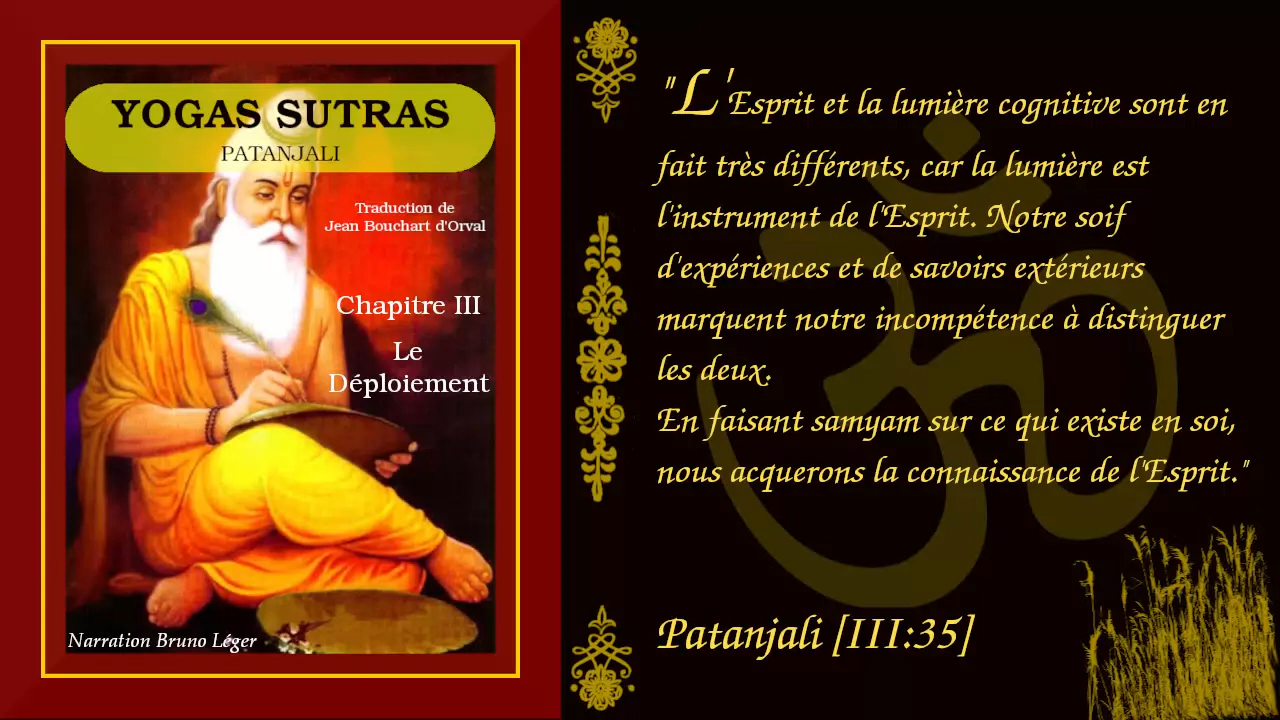 YOGAS SUTRAS
PATANJALI
Traduction de
Jean Bouchart d'Orval
Chapitre III
Le
Déploiement
Narration Bruno Léger
"L'Esprit et la lumière cognitive sont en
fait très différents, car la lumière est
l'instrument de l'Esprit. Notre soif
d'expériences et de savoirs extérieurs
marquent notre incompétence à distinguer
les deux.
En faisant samyam sur ce qui existe en soi,
nous acquerons la connaissance de l'Esprit."
Patanjali [III:35]